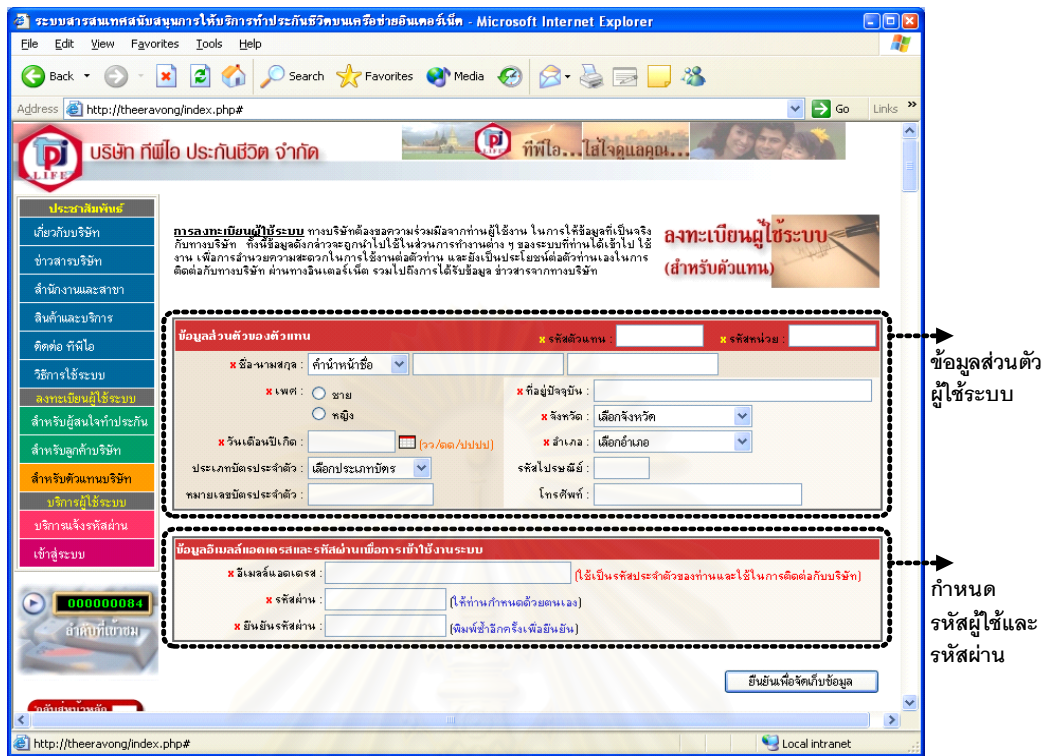 ระบบสารสนเทศสนับสนุนการให้บริการทำประกันชีวิตบนเครือข่ายอินเตอร์เน็ต - Microsoft Internet Explorer
File Edit View Favorites Tools Help
Back Search Favorites Media
Address http://theeravong/index.php# Go Links »
TPI LIFE บริษัท ทีพีไอ ประกันชีวิต จำกัด
ทีพีไอ...ใส่ใจดูแลคุณ...
ประชาสัมพันธ์
เกี่ยวกับบริษัท
ข่าวสารบริษัท
สำนักงานและสาขา
สินค้าและบริการ
ติดต่อ ทีพีไอ
วิธีการใช้ระบบ
ลงทะเบียนผู้ใช้ระบบ
สำหรับผู้สนใจทำประกัน
สำหรับลูกค้าบริษัท
สำหรับตัวแทนบริษัท
บริการผู้ใช้ระบบ
บริการแจ้งรหัสผ่าน
เข้าสู่ระบบ
000000084
ลำดับที่เข้าชม
กลับสู่หน้าหลัก
การลงทะเบียนผู้ใช้ระบบ ทางบริษัทต้องขอความร่วมมือจากท่านผู้ใช้งาน ในการให้ข้อมูลที่เป็นจริง
กับทางบริษัท ทั้งนี้ข้อมูลดังกล่าวจะถูกนำไปใช้ในส่วนการทำงานต่าง ๆ ของระบบที่ท่านได้เข้าไป ใช้
งาน เพื่อการอำนวยความสะดวกในการใช้งานต่อตัวท่าน และยังเป็นประโยชน์ต่อตัวท่านเองในการ
ติดต่อกับทางบริษัท ผ่านทางอินเตอร์เน็ต รวมไปถึงการได้รับข้อมูล ข่าวสารจากทางบริษัท
ลงทะเบียนผู้ใช้ระบบ
(สำหรับตัวแทน)
ข้อมูลส่วนตัวของตัวแทน x รหัสตัวแทน : x รหัสหน่วย :
x ชื่อ-นามสกุล : คำนำหน้าชื่อ
x เพศ : ชาย x ที่อยู่ปัจจุบัน :
หญิง x จังหวัด : เลือกจังหวัด
x วันเดือนปีเกิด : (วว/ดด/ปปปป) x อำเภอ : เลือกอำเภอ
ประเภทบัตรประจำตัว : เลือกประเภทบัตร รหัสไปรษณีย์ :
หมายเลขบัตรประจำตัว : โทรศัพท์ :
ข้อมูลอีเมลล์แอดเดรสและรหัสผ่านเพื่อการเข้าใช้งานระบบ
x อีเมลล์แอดเดรส : (ใช้เป็นรหัสประจำตัวของท่านและใช้ในการติดต่อกับบริษัท)
x รหัสผ่าน : (ให้ท่านกำหนดด้วยตนเอง)
x ยืนยันรหัสผ่าน : (พิมพ์ซ้ำอีกครั้งเพื่อยืนยัน)
ยืนยันเพื่อจัดเก็บข้อมูล
ข้อมูลส่วนตัว
ผู้ใช้ระบบ
กำหนด
รหัสผู้ใช้และ
รหัสผ่าน
http://theeravong/index.php# Local intranet